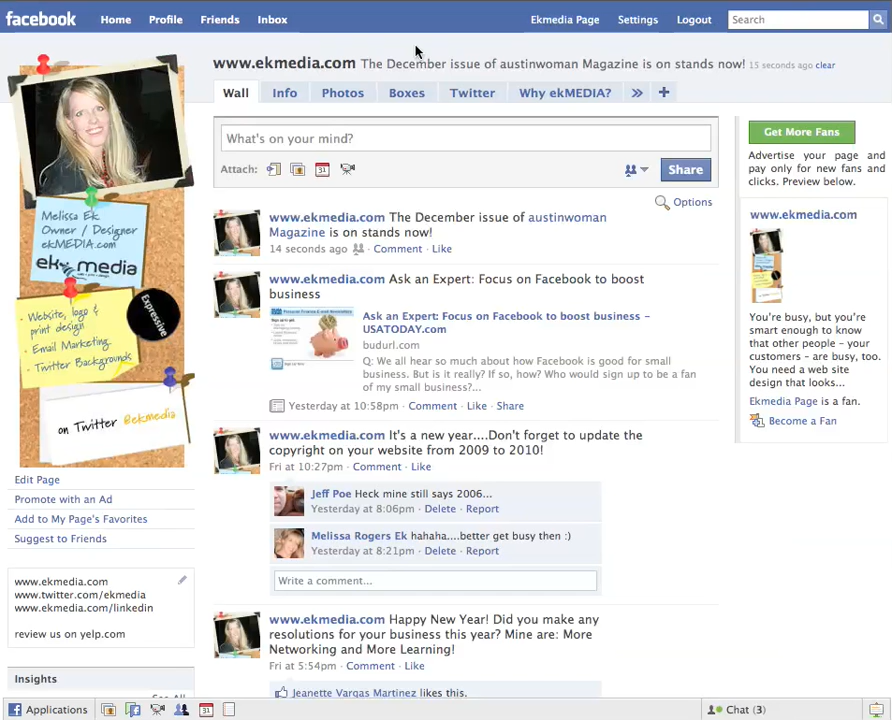 facebook Home Profile Friends Inbox Ekmedia Page Settings Logout Search
www.ekmedia.com The December issue of austinwoman Magazine is on stands now! 15 seconds ago clear
Wall Info Photos Boxes Twitter Why ekMEDIA? » +
What's on your mind?
Attach: 31 Share
Options
Melissa Ek
Owner / Designer
ekMEDIA.com
ek media
Website, logo &
print design
Email Marketing
Twitter Backgrounds
Expressive
on Twitter @ekmedia
Edit Page
Promote with an Ad
Add to My Page's Favorites
Suggest to Friends
www.ekmedia.com
www.twitter.com/ekmedia
www.ekmedia.com/linkedin
review us on yelp.com
Insights
See All
www.ekmedia.com The December issue of austinwoman
Magazine is on stands now!
14 seconds ago Comment · Like
www.ekmedia.com Ask an Expert: Focus on Facebook to boost
business
Ask an Expert: Focus on Facebook to boost business –
USATODAY.com
budurl.com
Q: We all hear so much about how Facebook is good for small
business. But is it really? If so, how? Who would sign up to be a fan
of my small business?...
Yesterday at 10:58pm · Comment · Like · Share
www.ekmedia.com It's a new year....Don't forget to update the
copyright on your website from 2009 to 2010!
Fri at 10:27pm · Comment · Like
Jeff Poe Heck mine still says 2006...
Yesterday at 8:06pm · Delete · Report
Melissa Rogers Ek hahaha....better get busy then :)
Yesterday at 8:21pm · Delete · Report
Write a comment...
www.ekmedia.com Happy New Year! Did you make any
resolutions for your business this year? Mine are: More
Networking and More Learning!
Fri at 5:54pm · Comment · Like
Jeanette Vargas Martinez likes this.
Get More Fans
Advertise your page and
pay only for new fans and
clicks. Preview below.
www.ekmedia.com
You're busy, but you're
smart enough to know
that other people – your
customers – are busy, too.
You need a web site
design that looks...
Ekmedia Page is a fan.
Become a Fan
Applications 31 Chat (3)